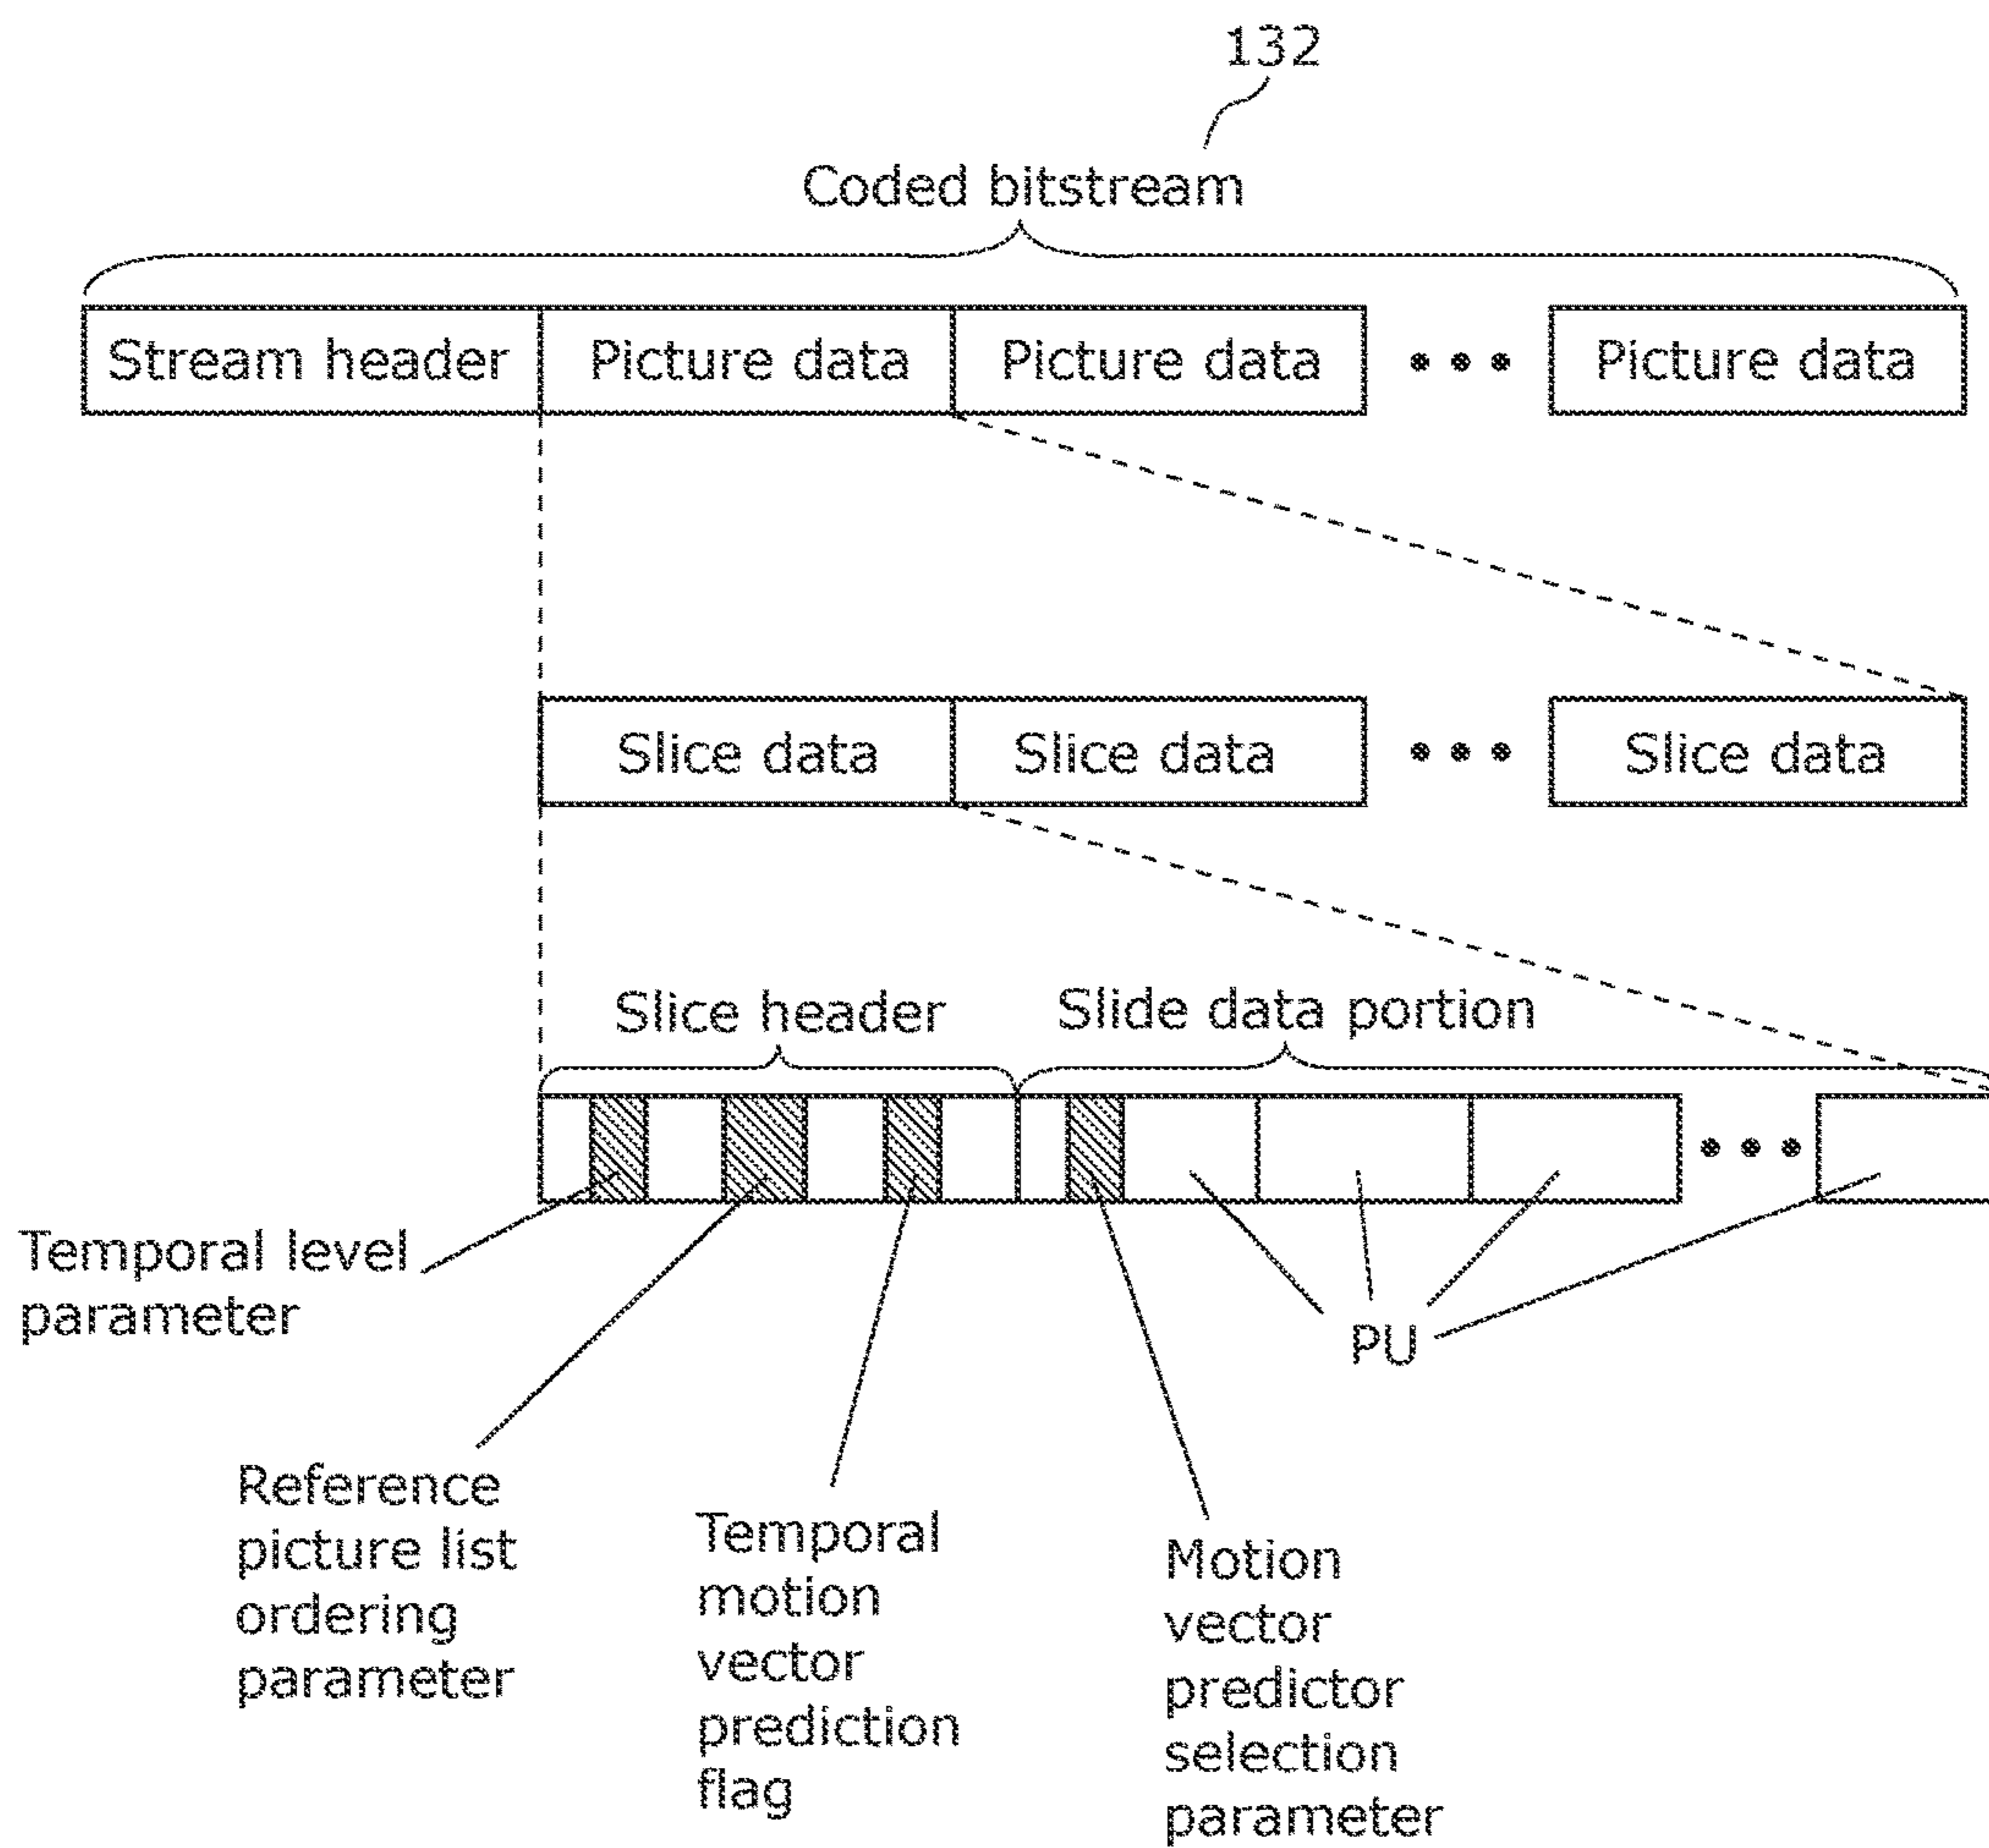 132
Coded bitstream
Stream header
Picture data
Picture data
Picture data
Slice data
Slice data
Slice data
Slice header
Slide data portion
Temporal level
parameter
PU
Reference
picture list
ordering
parameter
Temporal
motion
vector
prediction
flag
Motion
vector
predictor
selection
parameter